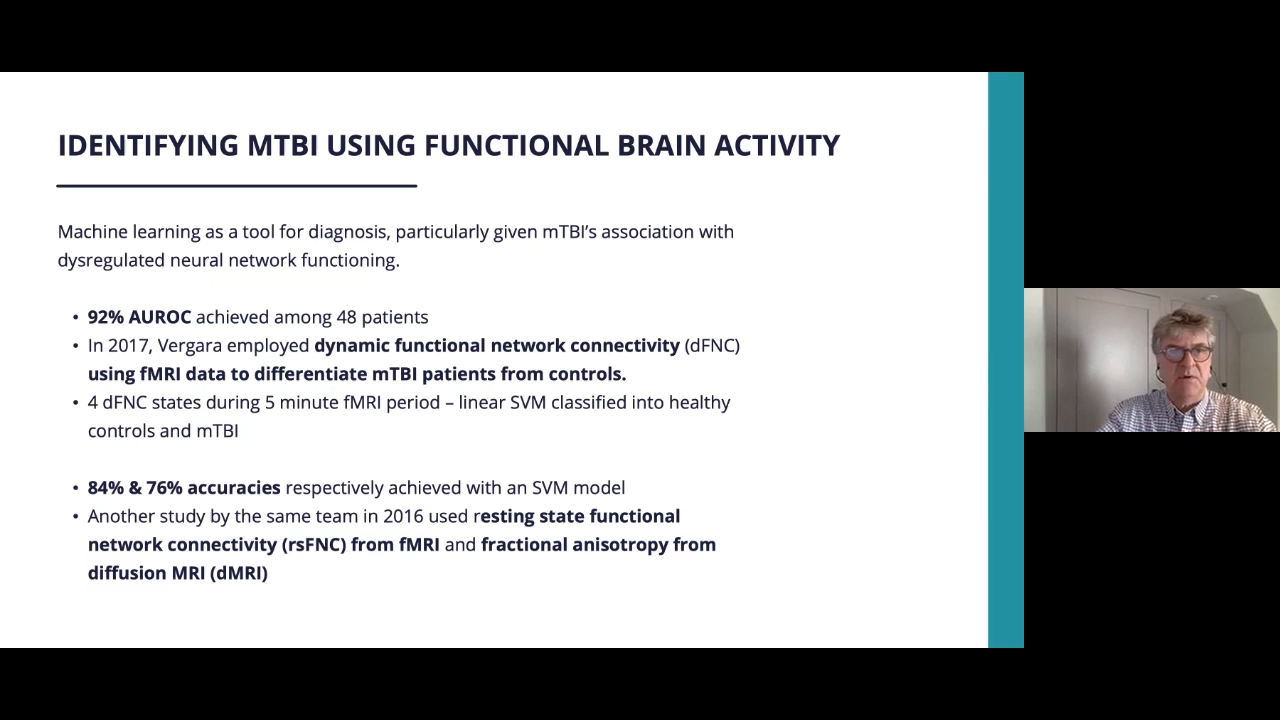 IDENTIFYING MTBI USING FUNCTIONAL BRAIN ACTIVITY
Machine learning as a tool for diagnosis, particularly given mTBI’s association with
dysregulated neural network functioning.
• 92% AUROC achieved among 48 patients
• In 2017, Vergara employed dynamic functional network connectivity (dFNC)
using fMRI data to differentiate mTBI patients from controls.
• 4 dFNC states during 5 minute fMRI period – linear SVM classified into healthy
controls and mTBI
• 84% & 76% accuracies respectively achieved with an SVM model
• Another study by the same team in 2016 used resting state functional
network connectivity (rsFNC) from fMRI and fractional anisotropy from
diffusion MRI (dMRI)